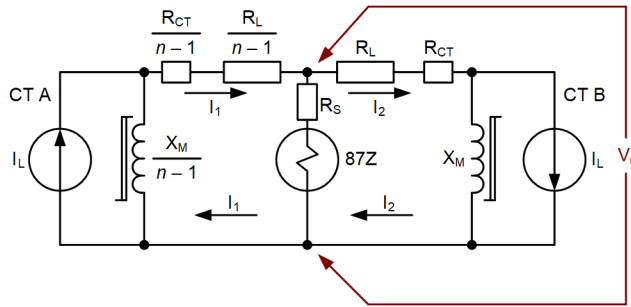 R_CT / n – 1
R_L / n – 1
R_L
R_CT
CT A
I_1
R_S
I_2
CT B
I_L
X_M / n – 1
87Z
X_M
I_L
I_1
I_2